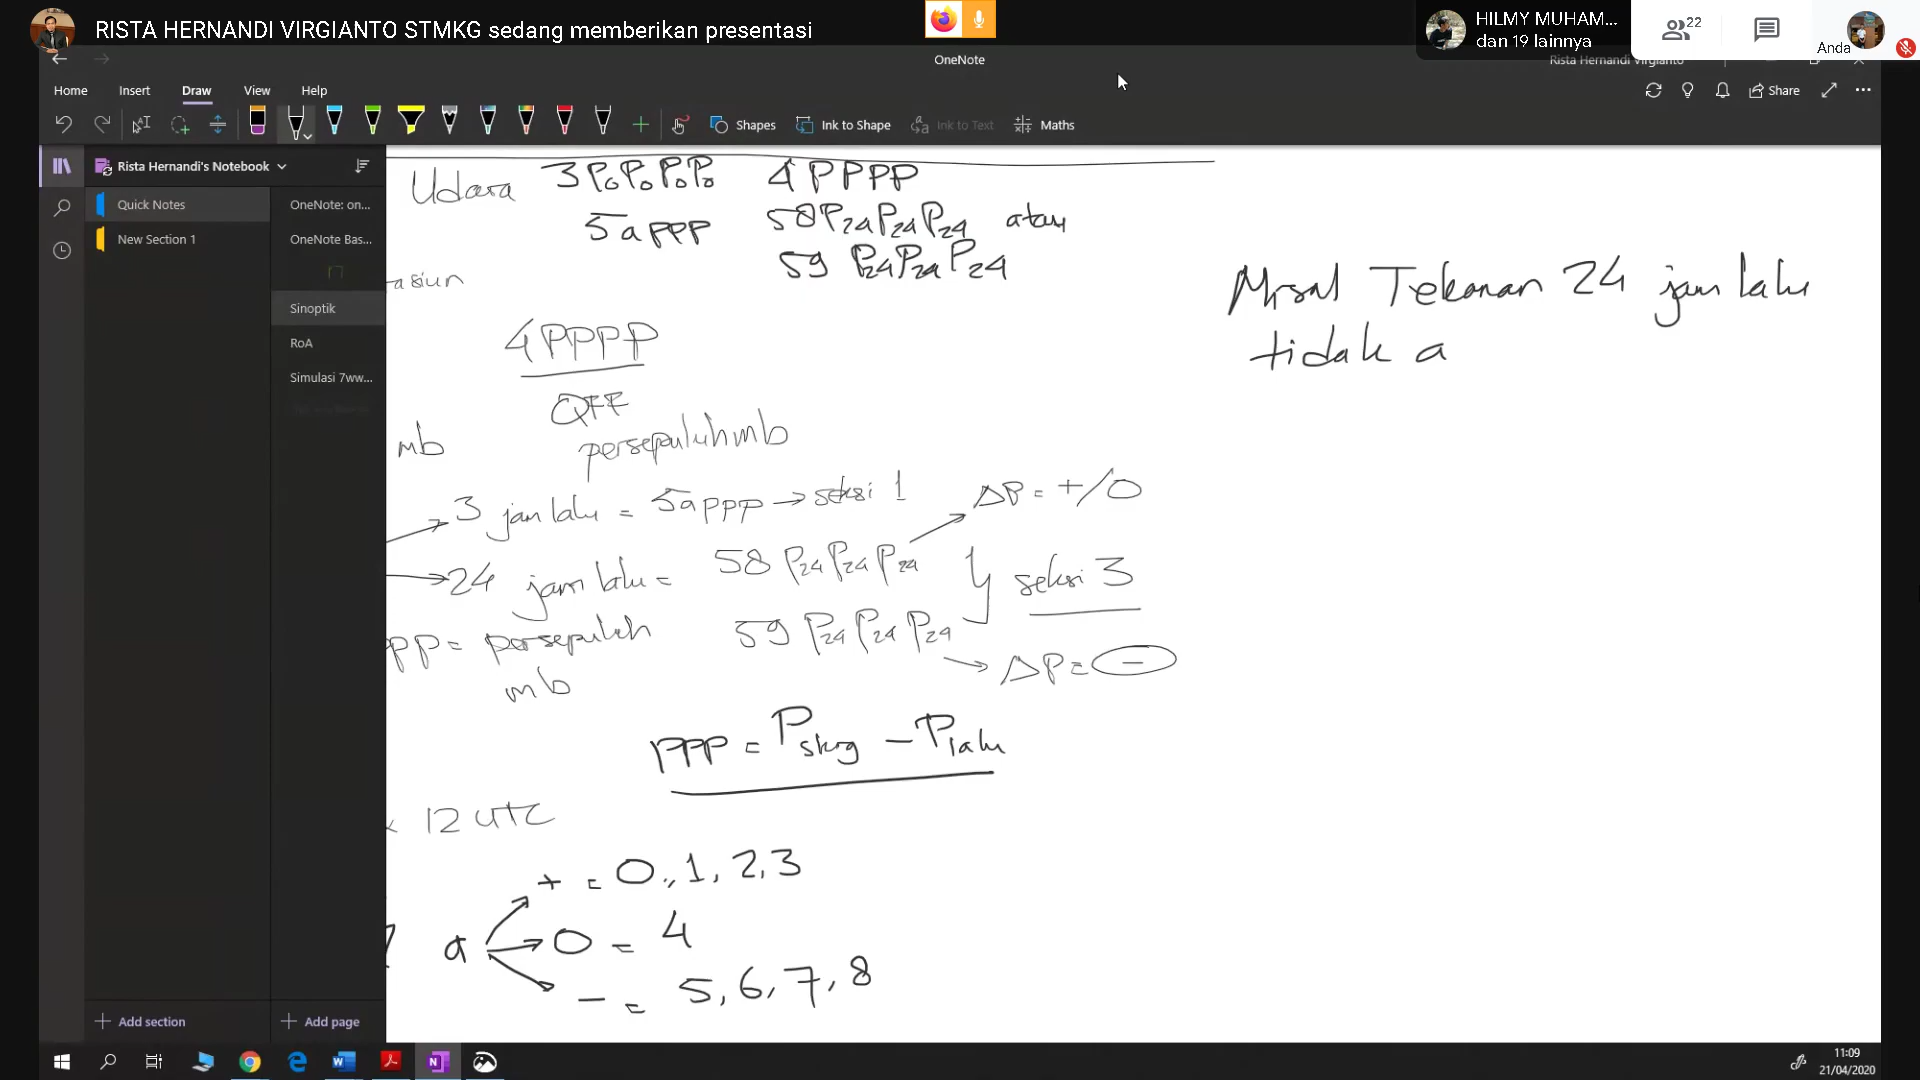 RISTA HERNANDI VIRGIANTO STMKG sedang memberikan presentasi
HILMY MUHAM...
dan 19 lainnya
22
Anda
OneNote
Rista Hernandi Virgianto
Home Insert Draw View Help
Share
Shapes Ink to Shape Ink to Text Maths
Rista Hernandi's Notebook
Quick Notes
New Section 1
OneNote: on...
OneNote Bas...
Sinoptik
RoA
Simulasi 7ww...
Add section
Add page
Udara 3P₀P₀P₀P₀ 4PPPP
5appp 58P₂₄P₂₄P₂₄ atau
59 P₂₄P₂₄P₂₄
asiun
4PPPP
QFF
mb persepuluh mb
3 jam lalu = 5appp → seksi 1
ΔP = +/0
24 jam lalu = 58 P₂₄P₂₄P₂₄
seksi 3
59 P₂₄P₂₄P₂₄
ΔP = -
pp = persepuluh
mb
PPP = Pskrg - Plalu
12 UTC
a
+ = 0, 1, 2, 3
0 = 4
- = 5, 6, 7, 8
Misal Tekanan 24 jam lalu
tidak a
11:09
21/04/2020